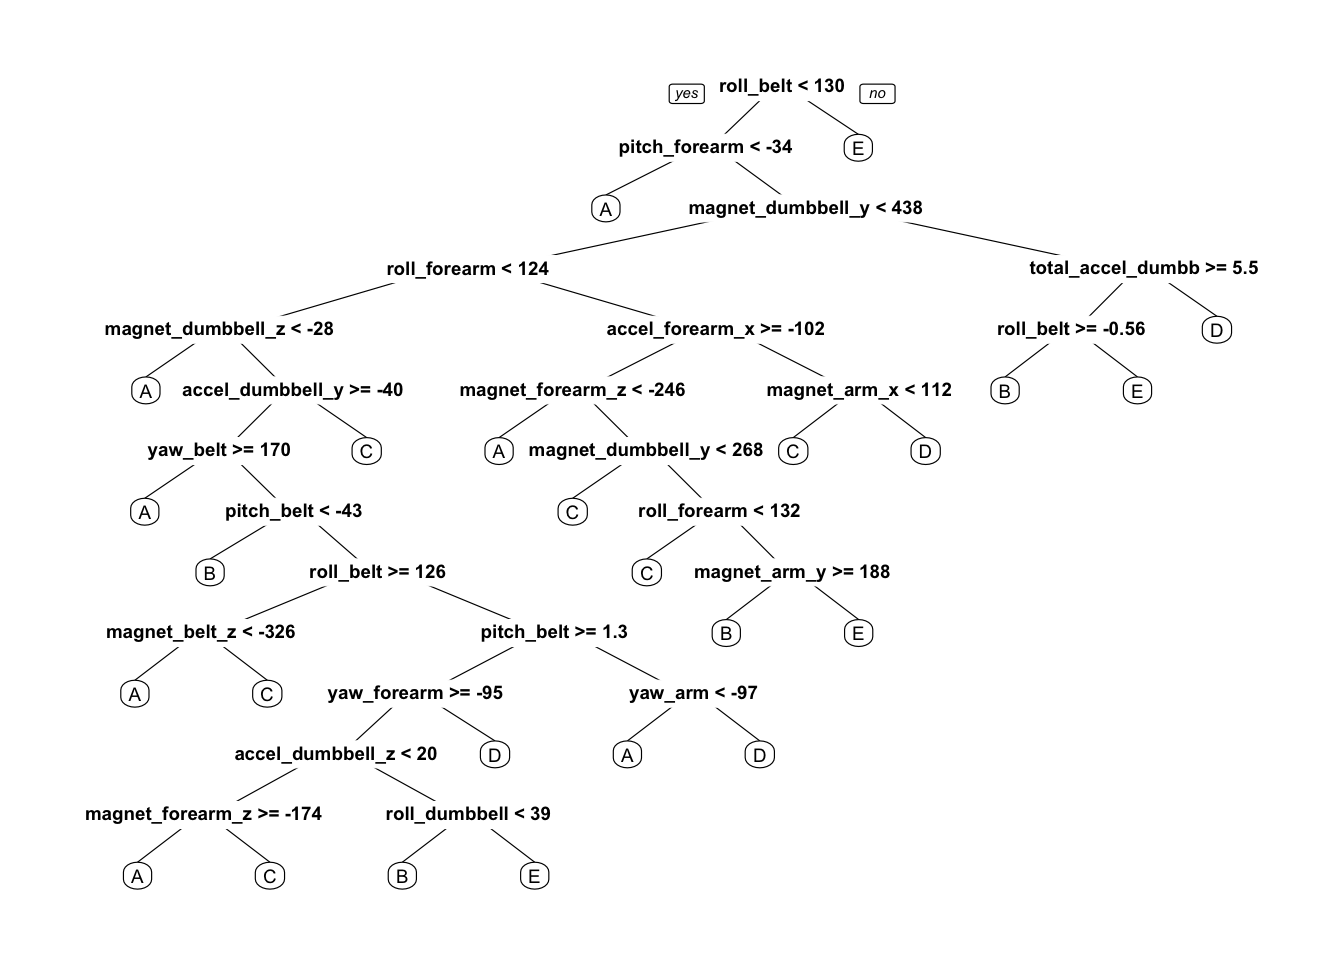 yes roll_belt < 130 no
pitch_forearm < -34 E
A magnet_dumbbell_y < 438
roll_forearm < 124 total_accel_dumbb >= 5.5
magnet_dumbbell_z < -28 accel_forearm_x >= -102 roll_belt >= -0.56 D
A accel_dumbbell_y >= -40 magnet_forearm_z < -246 magnet_arm_x < 112 B E
yaw_belt >= 170 C A magnet_dumbbell_y < 268 C D
A pitch_belt < -43 C roll_forearm < 132
B roll_belt >= 126 C magnet_arm_y >= 188
magnet_belt_z < -326 pitch_belt >= 1.3 B E
A C yaw_forearm >= -95 yaw_arm < -97
accel_dumbbell_z < 20 D A D
magnet_forearm_z >= -174 roll_dumbbell < 39
A C B E